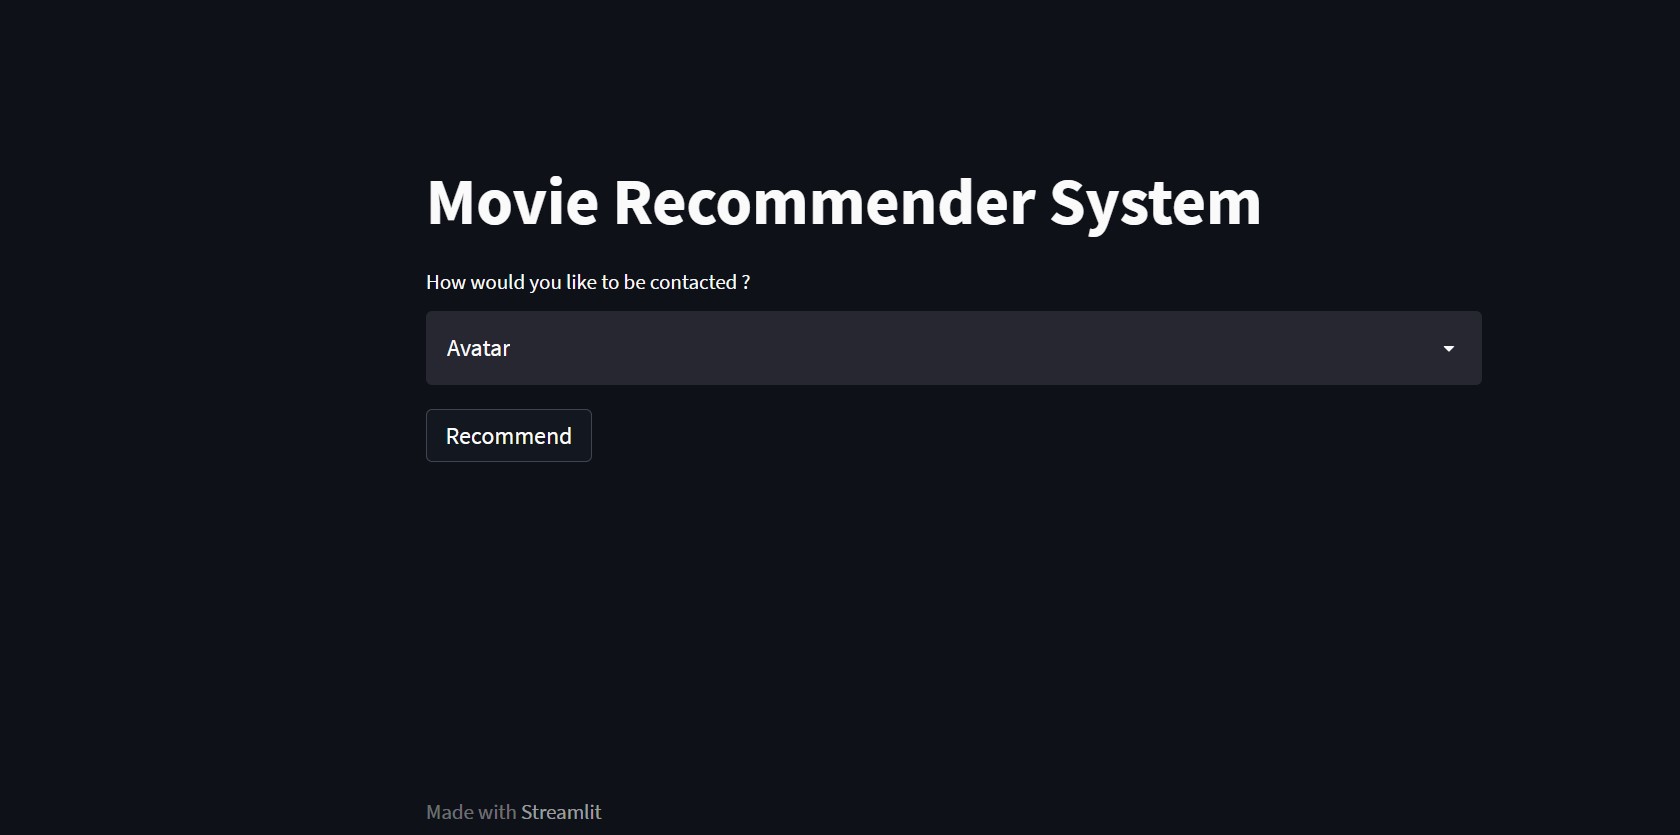 Movie Recommender System
How would you like to be contacted ?
Avatar
Recommend
Made with Streamlit